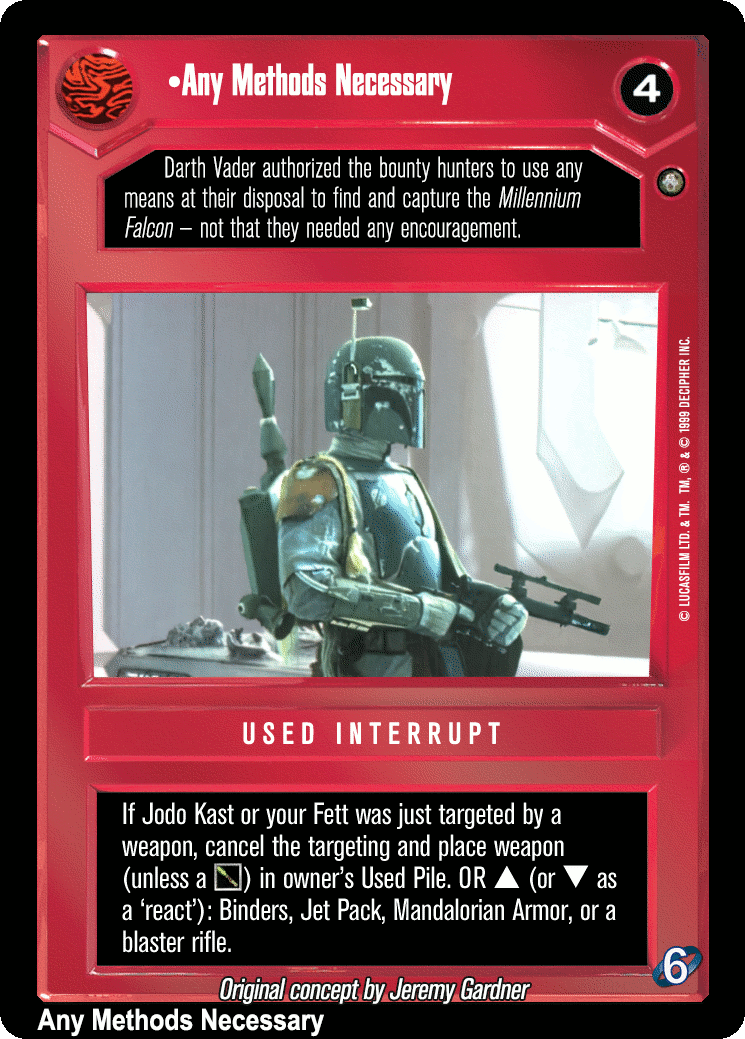 •Any Methods Necessary
4
Darth Vader authorized the bounty hunters to use any
means at their disposal to find and capture the Millennium
Falcon – not that they needed any encouragement.
© LUCASFILM LTD. & TM. TM, ® & © 1999 DECIPHER INC.
USED INTERRUPT
If Jodo Kast or your Fett was just targeted by a
weapon, cancel the targeting and place weapon
(unless a ) in owner's Used Pile. OR ▲ (or ▼ as
a 'react'): Binders, Jet Pack, Mandalorian Armor, or a
blaster rifle.
6
Original concept by Jeremy Gardner
Any Methods Necessary